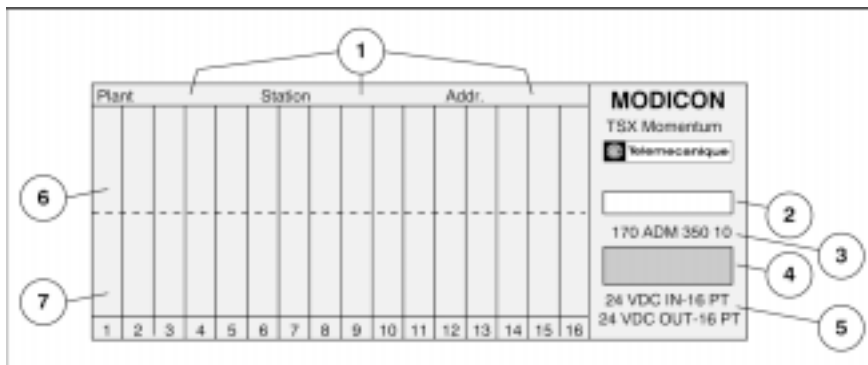 1
Plant Station Addr.
MODICON
TSX Momentum
Telemecanique
6
2
170 ADM 350 10
3
4
7
24 VDC IN-16 PT
24 VDC OUT-16 PT
5
1 2 3 4 5 6 7 8 9 10 11 12 13 14 15 16